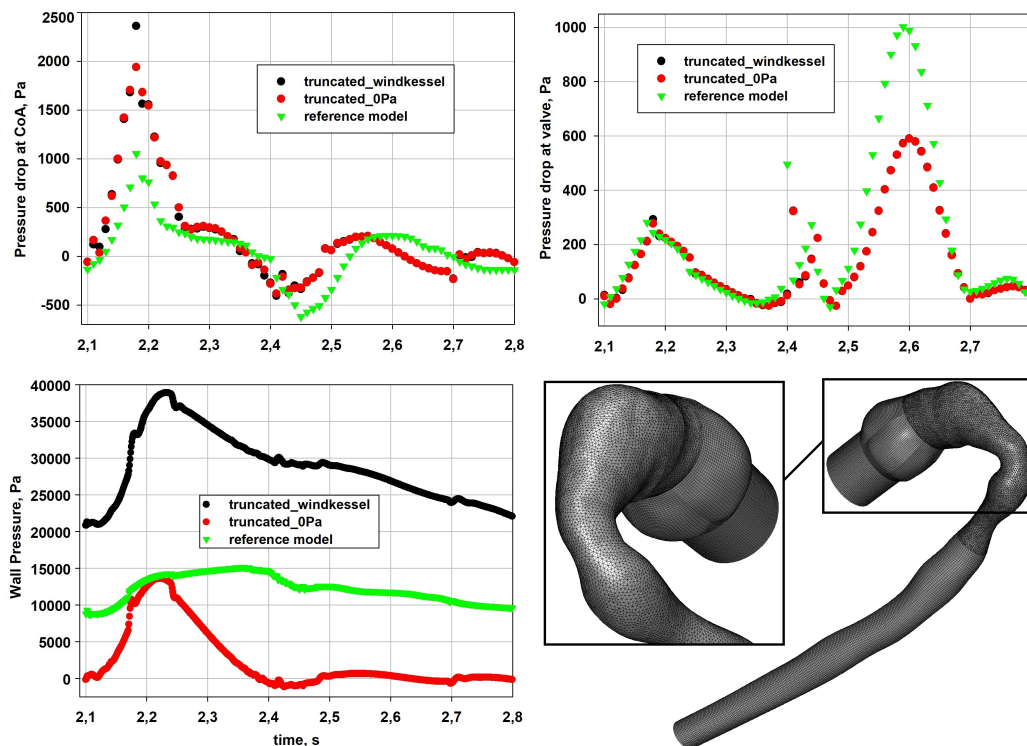 Pressure drop at CoA, Pa
2500
2000
1500
1000
500
0
-500
truncated_windkessel
truncated_0Pa
reference model
2,1 2,2 2,3 2,4 2,5 2,6 2,7 2,8
Pressure drop at valve, Pa
1000
800
600
400
200
0
truncated_windkessel
truncated_0Pa
reference model
2,1 2,2 2,3 2,4 2,5 2,6 2,7
Wall Pressure, Pa
40000
35000
30000
25000
20000
15000
10000
5000
0
truncated_windkessel
truncated_0Pa
reference model
2,1 2,2 2,3 2,4 2,5 2,6 2,7 2,8
time, s